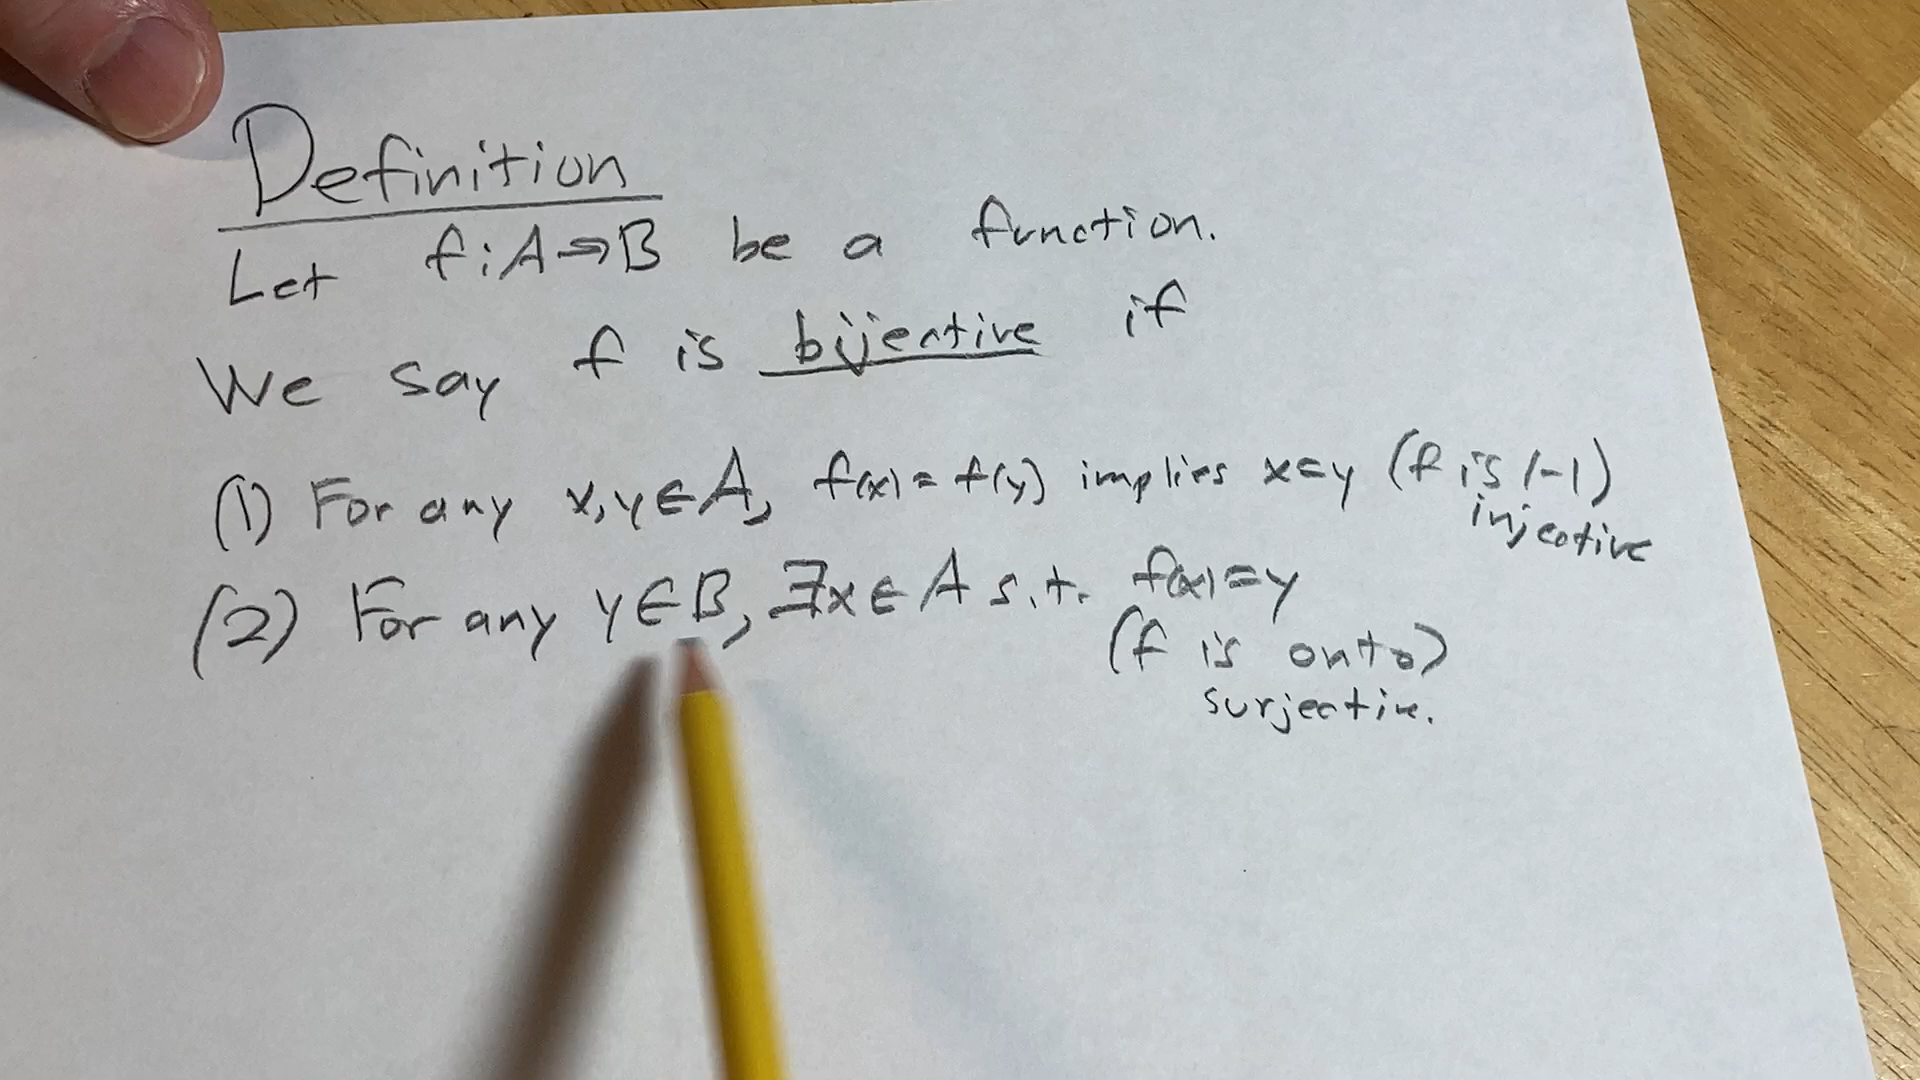 Definition
Let f: A → B be a function.
We say f is bijective if
(1) For any x, y ∈ A, f(x) = f(y) implies x = y (f is 1-1)
injective
(2) For any y ∈ B, ∃x ∈ A s.t. f(x) = y
(f is onto)
surjective.